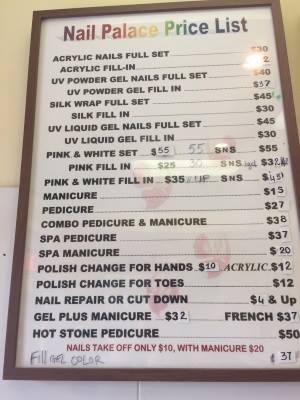 Nail Palace Price List
ACRYLIC NAILS FULL SET $30
ACRYLIC FILL-IN
UV POWDER GEL NAILS FULL SET $40
UV POWDER GEL FILL IN $37
SILK WRAP FULL SET $45
SILK FILL IN $30
UV LIQUID GEL NAILS FULL SET $45
UV LIQUID GEL FILL IN $30
PINK & WHITE SET $55 55 SNS $55
PINK FILL IN $25 30 SNS
PINK & WHITE FILL IN $35 UP SNS
MANICURE $15
PEDICURE $27
COMBO PEDICURE & MANICURE $38
SPA PEDICURE $37
SPA MANICURE $20
POLISH CHANGE FOR HANDS $10 ACRYLIC $12
POLISH CHANGE FOR TOES $12
NAIL REPAIR OR CUT DOWN $4 & Up
GEL PLUS MANICURE $32 FRENCH $37
HOT STONE PEDICURE $50
NAILS TAKE OFF ONLY $10, WITH MANICURE $20
Fill GEL COLOR $ 37